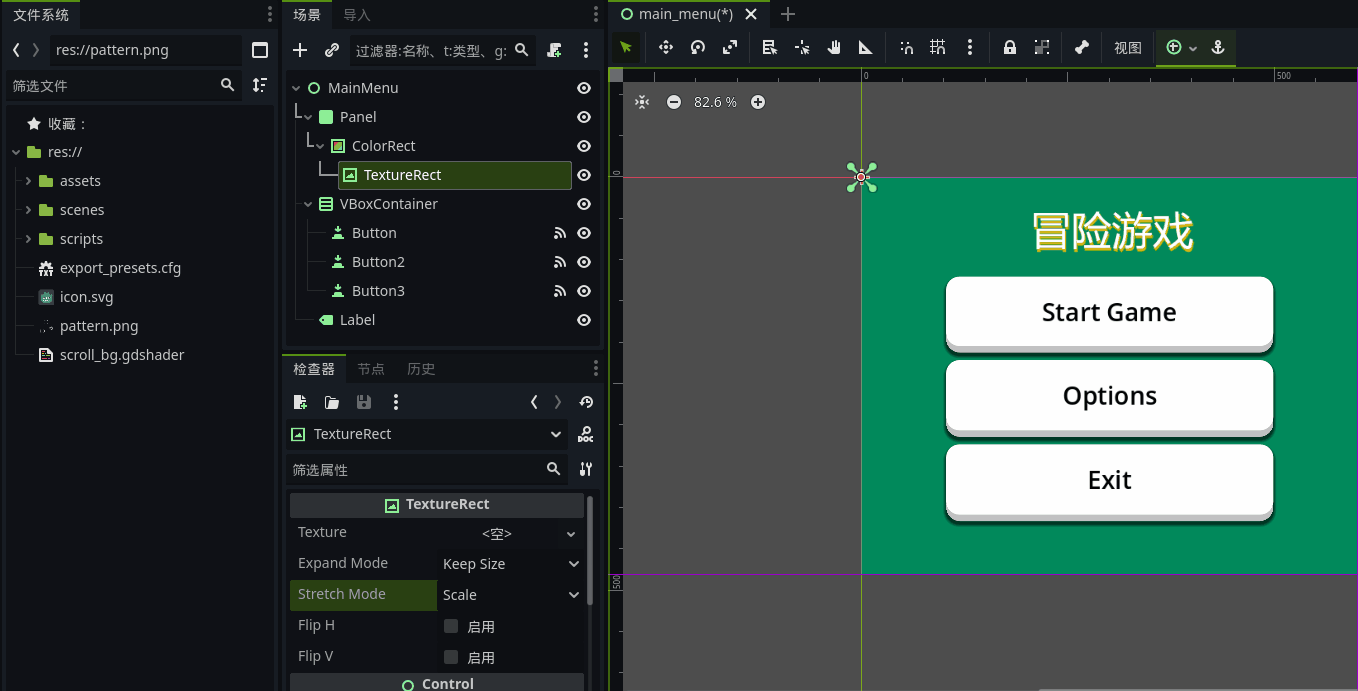 文件系统
res://pattern.png
筛选文件
收藏：
res://
assets
scenes
scripts
export_presets.cfg
icon.svg
pattern.png
scroll_bg.gdshader
场景 导入
过滤器:名称、t:类型、g:
MainMenu
Panel
ColorRect
TextureRect
VBoxContainer
Button
Button2
Button3
Label
检查器 节点 历史
TextureRect
DOC
筛选属性
TextureRect
Texture <空>
Expand Mode Keep Size
Stretch Mode Scale
Flip H 启用
Flip V 启用
Control
main_menu(*)
视图
0 500
82.6 %
0
500
冒险游戏
Start Game
Options
Exit